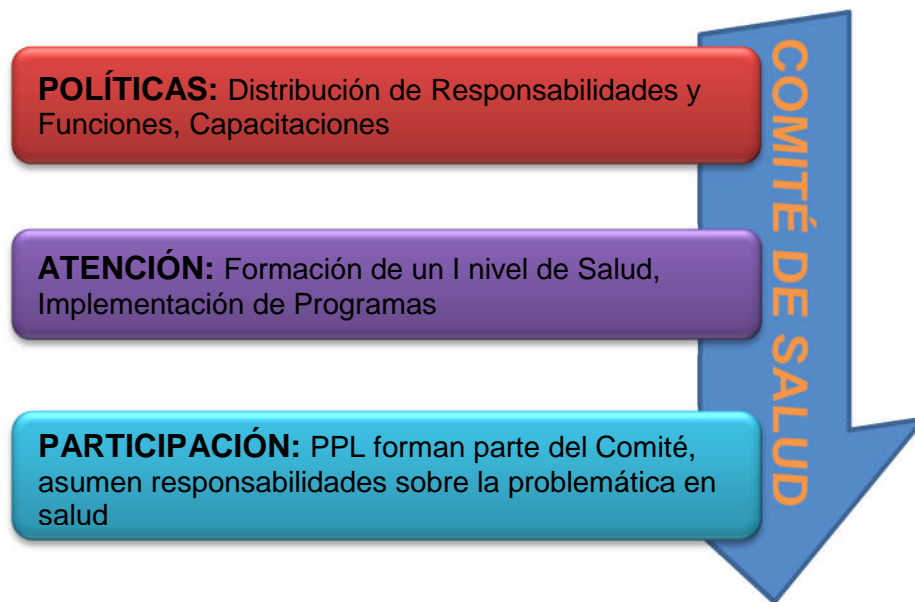 POLÍTICAS: Distribución de Responsabilidades y
Funciones, Capacitaciones
ATENCIÓN: Formación de un I nivel de Salud,
Implementación de Programas
PARTICIPACIÓN: PPL forman parte del Comité,
asumen responsabilidades sobre la problemática en
salud
COMITÉ DE SALUD